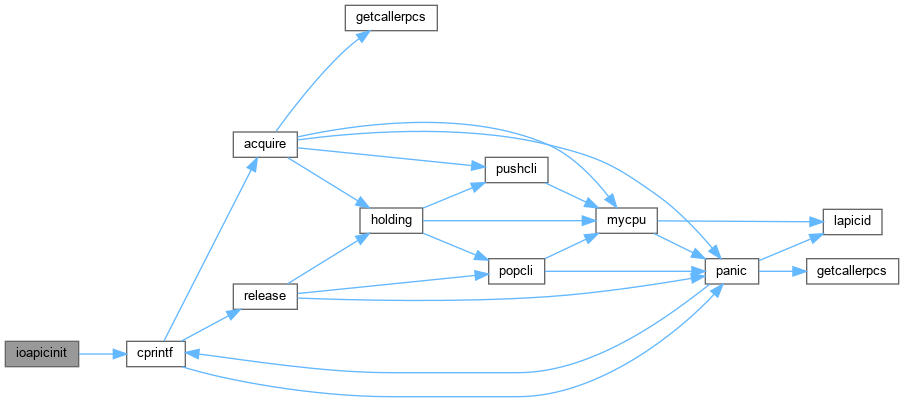 getcallerpcs
acquire
pushcli
holding
mycpu
lapicid
popcli
panic
getcallerpcs
release
ioapicinit
cprintf